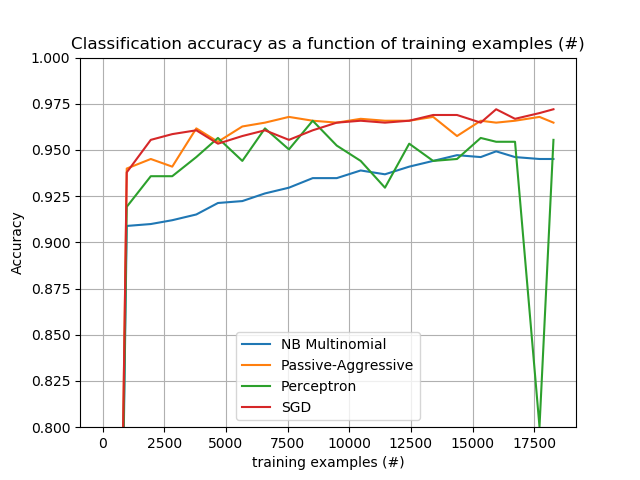 Classification accuracy as a function of training examples (#)
1.000
0.975
0.950
0.925
0.900
0.875
0.850
0.825
0.800
Accuracy
NB Multinomial
Passive-Aggressive
Perceptron
SGD
0 2500 5000 7500 10000 12500 15000 17500
training examples (#)